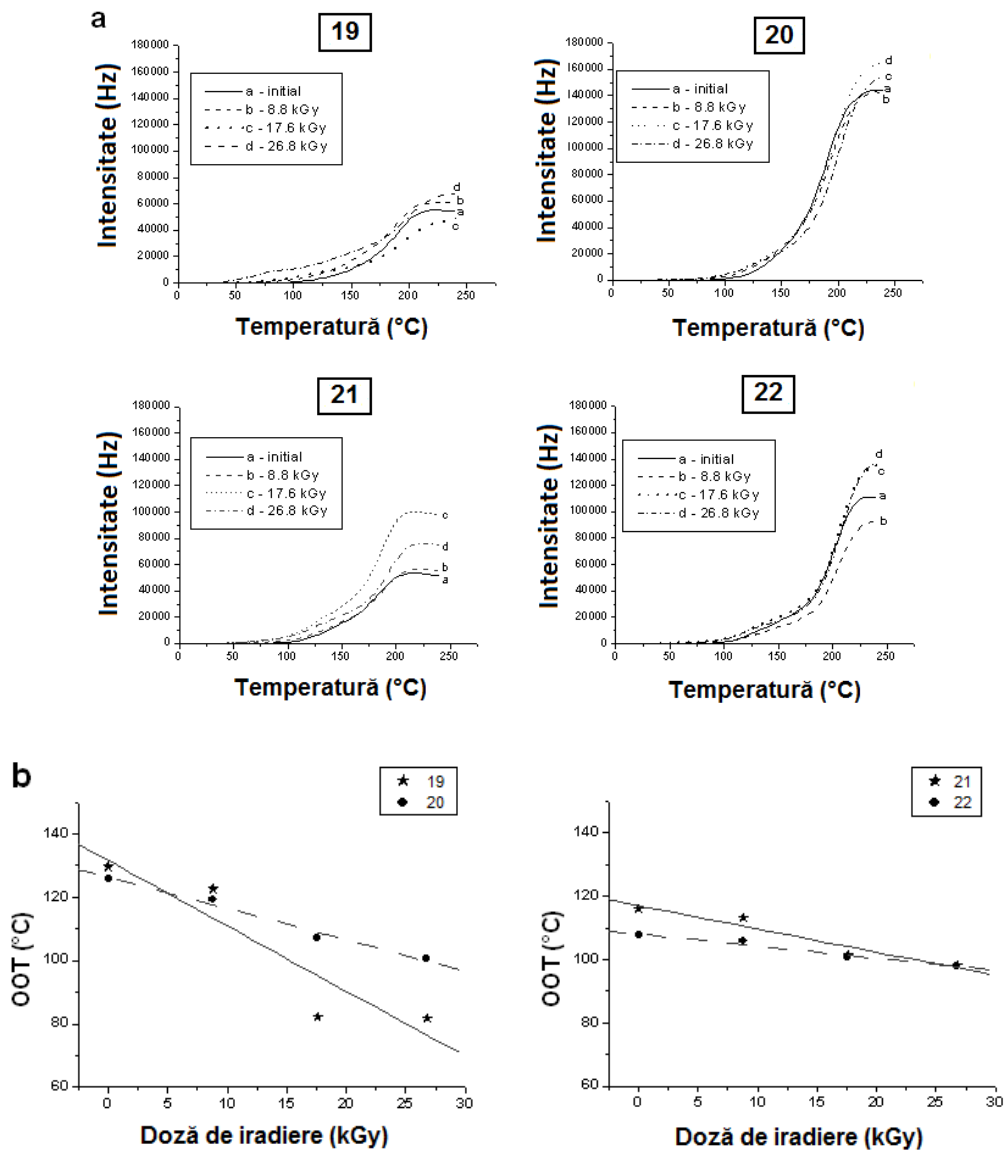 a
19
Intensitate (Hz)
180000
160000
140000
120000
100000
80000
60000
40000
20000
0
a - initial
b - 8.8 kGy
c - 17.6 kGy
d - 26.8 kGy
d
b
a
c
0 50 100 150 200 250
Temperatură (°C)
20
Intensitate (Hz)
180000
160000
140000
120000
100000
80000
60000
40000
20000
0
a - initial
b - 8.8 kGy
c - 17.6 kGy
d - 26.8 kGy
d
c
a
b
0 50 100 150 200 250
Temperatură (°C)
21
Intensitate (Hz)
180000
160000
140000
120000
100000
80000
60000
40000
20000
0
a - initial
b - 8.8 kGy
c - 17.6 kGy
d - 26.8 kGy
c
d
b
a
0 50 100 150 200 250
Temperatură (°C)
22
Intensitate (Hz)
180000
160000
140000
120000
100000
80000
60000
40000
20000
0
a - initial
b - 8.8 kGy
c - 17.6 kGy
d - 26.8 kGy
d
c
a
b
0 50 100 150 200 250
Temperatură (°C)
b
19
20
OOT (°C)
140
120
100
80
60
0 5 10 15 20 25 30
Doză de iradiere (kGy)
21
22
OOT (°C)
140
120
100
80
60
0 5 10 15 20 25 30
Doză de iradiere (kGy)